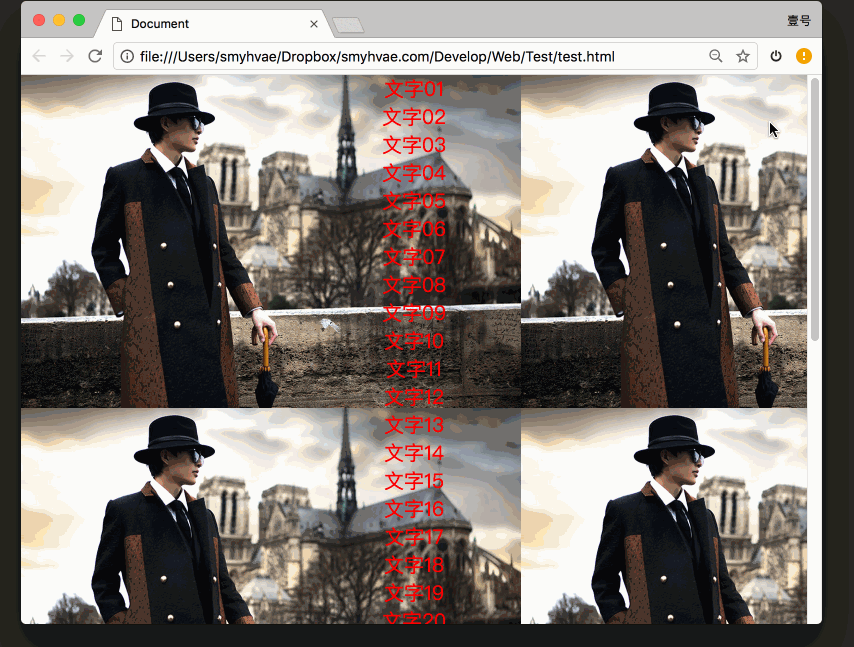 Document
壹号
file:///Users/smyhvae/Dropbox/smyhvae.com/Develop/Web/Test/test.html
文字01
文字02
文字03
文字04
文字05
文字06
文字07
文字08
文字09
文字10
文字11
文字12
文字13
文字14
文字15
文字16
文字17
文字18
文字19
文字20